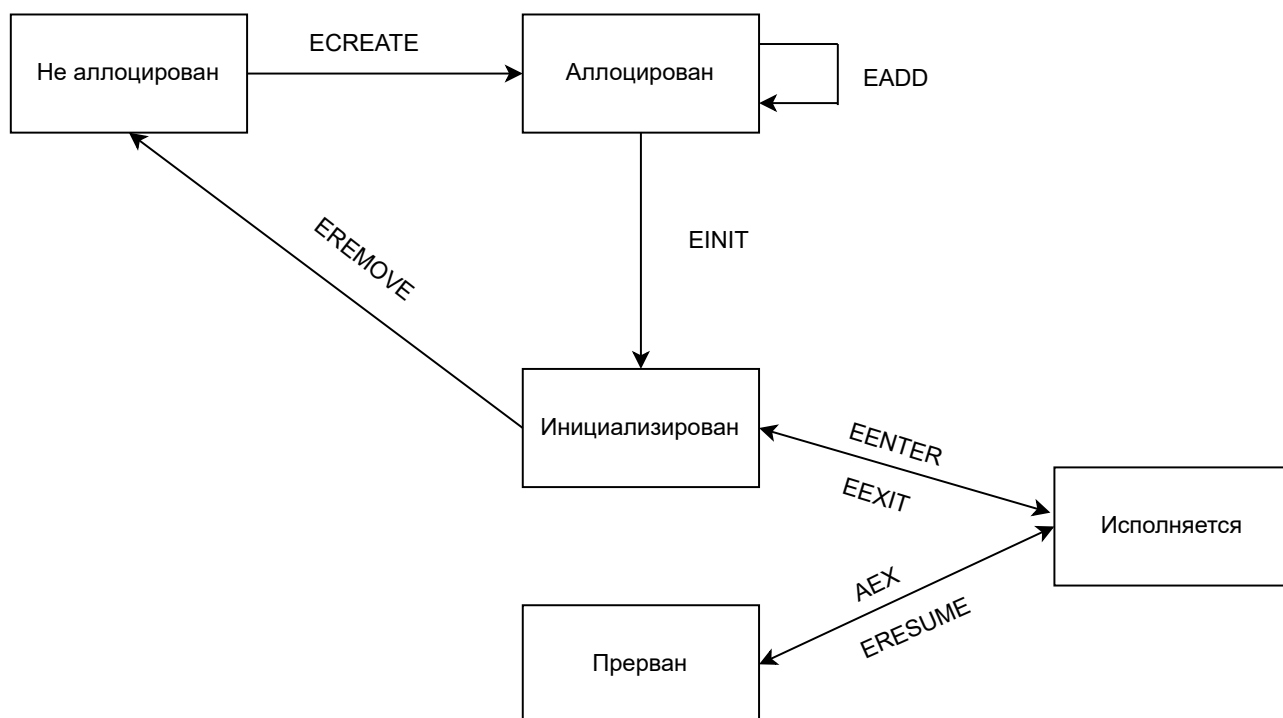 Не аллоцирован
ECREATE
Аллоцирован
EADD
EREMOVE
EINIT
Инициализирован
EENTER
EEXIT
Исполняется
AEX
ERESUME
Прерван